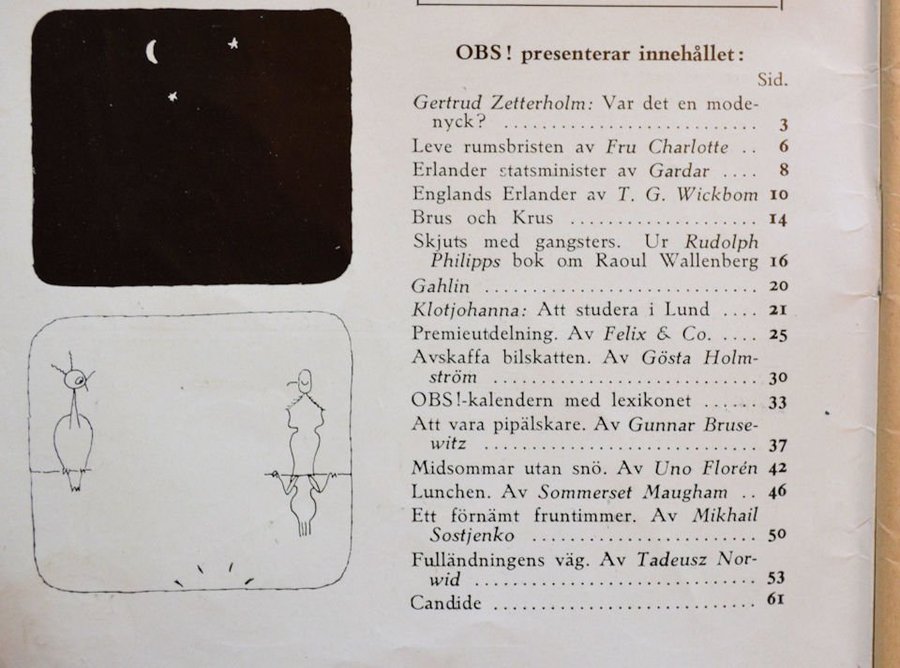 OBS! presenterar innehållet:
Sid.
Gertrud Zetterholm: Var det en mode-
nyck? .......................... 3
Leve rumsbristen av Fru Charlotte .. 6
Erlander statsminister av Gardar .... 8
Englands Erlander av T. G. Wickbom 10
Brus och Krus ................... 14
Skjuts med gangsters. Ur Rudolph
Philipps bok om Raoul Wallenberg 16
Gahlin ............................ 20
Klotjohanna: Att studera i Lund .... 21
Premieutdelning. Av Felix & Co. .... 25
Avskaffa bilskatten. Av Gösta Holm-
ström ........................... 30
OBS!-kalendern med lexikonet ...... 33
Att vara pipälskare. Av Gunnar Bruse-
witz ............................ 37
Midsommar utan snö. Av Uno Florén 42
Lunchen. Av Sommerset Maugham .. 46
Ett förnämt fruntimmer. Av Mikhail
Sostjenko ....................... 50
Fulländningens väg. Av Tadeusz Nor-
wid ............................. 53
Candide ........................... 61